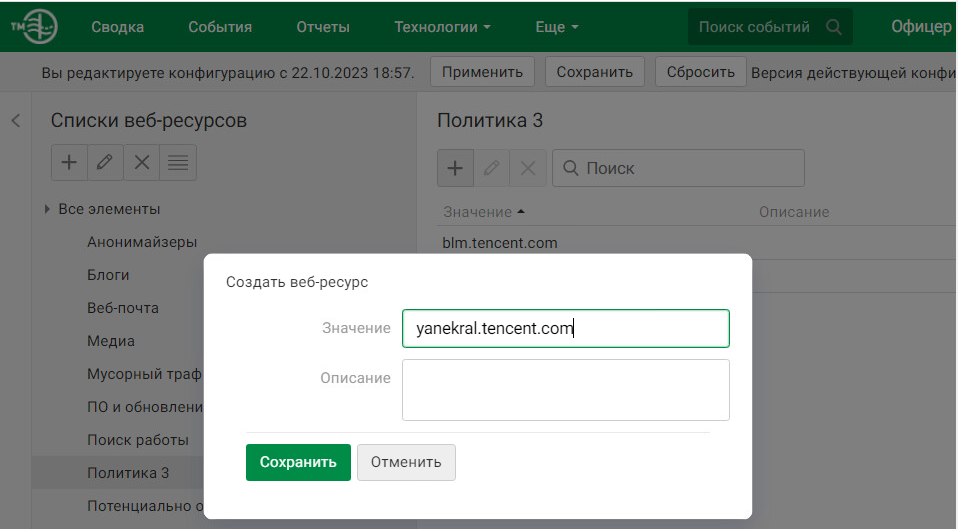 ТМ Сводка События Отчеты Технологии Еще Поиск событий Офицер
Вы редактируете конфигурацию с 22.10.2023 18:57. Применить Сохранить Сбросить Версия действующей конфи
Списки веб-ресурсов
Политика 3
Поиск
Все элементы
Значение Описание
Анонимайзеры
blm.tencent.com
Блоги
Создать веб-ресурс
Веб-почта
Значение yanekral.tencent.com
Медиа
Мусорный траф
Описание
ПО и обновлени
Поиск работы
Сохранить Отменить
Политика 3
Потенциально о